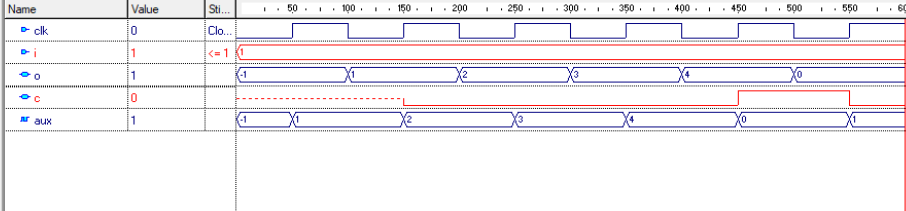 Name Value Sti... 50 100 150 200 250 300 350 400 450 500 550 60
clk 0 Clo...
i 1 <= 1 1
o 1 -1 1 2 3 4 0
c 0
aux 1 -1 1 2 3 4 0 1